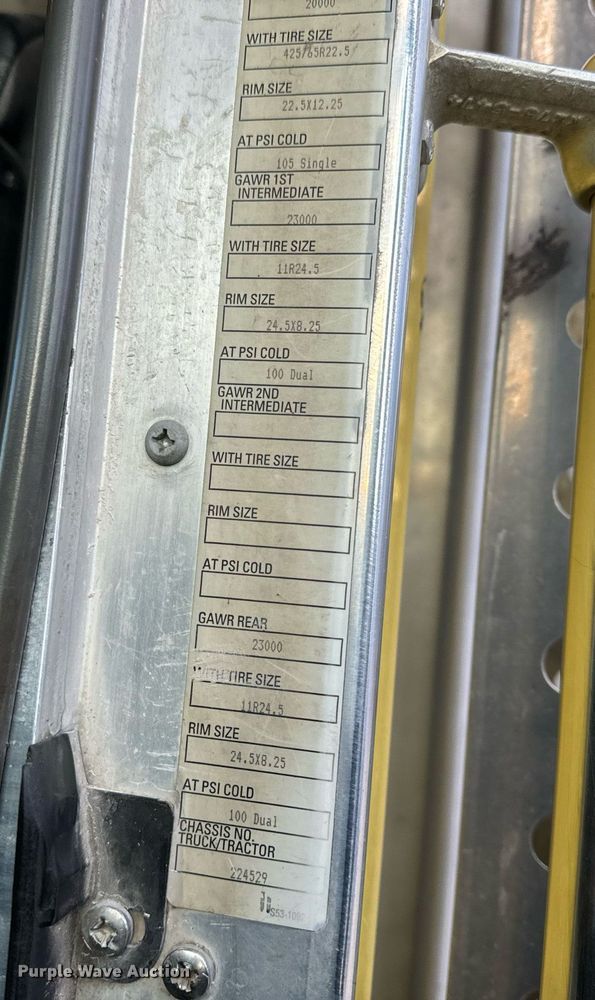 20000
WITH TIRE SIZE
425/65R22.5
RIM SIZE
22.5X12.25
AT PSI COLD
105 Single
GAWR 1ST
INTERMEDIATE
23000
WITH TIRE SIZE
11R24.5
RIM SIZE
24.5X8.25
AT PSI COLD
100 Dual
GAWR 2ND
INTERMEDIATE
WITH TIRE SIZE
RIM SIZE
AT PSI COLD
GAWR REAR
23000
WITH TIRE SIZE
11R24.5
RIM SIZE
24.5X8.25
AT PSI COLD
100 Dual
CHASSIS NO.
TRUCK/TRACTOR
224529
Purple Wave Auction